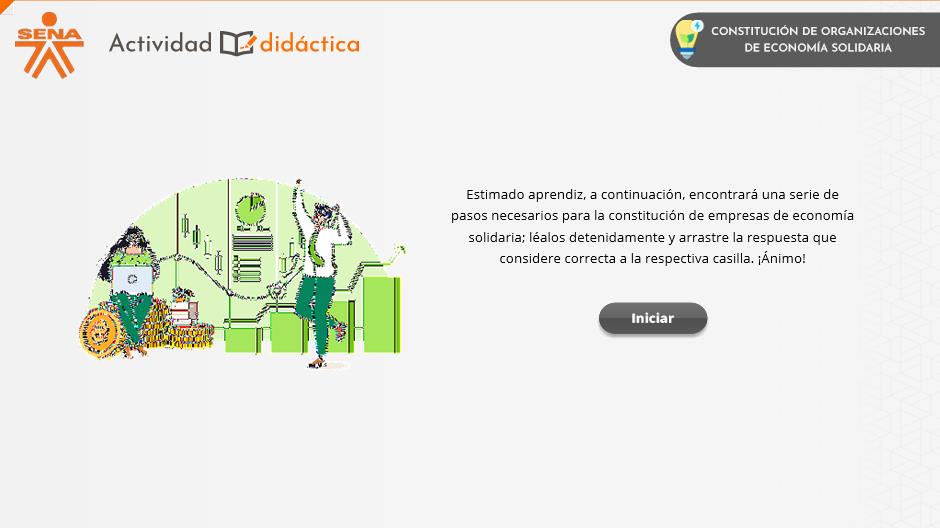 SENA
Actividad didáctica
CONSTITUCIÓN DE ORGANIZACIONES
DE ECONOMÍA SOLIDARIA
Estimado aprendiz, a continuación, encontrará una serie de
pasos necesarios para la constitución de empresas de economía
solidaria; léalos detenidamente y arrastre la respuesta que
considere correcta a la respectiva casilla. ¡Ánimo!
Iniciar